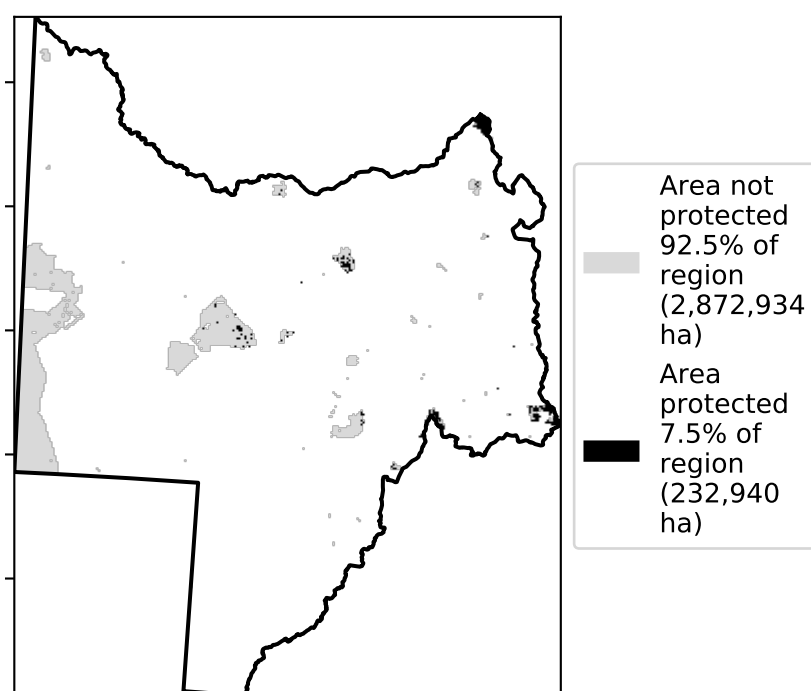 Area not
protected
92.5% of
region
(2,872,934
ha)
Area
protected
7.5% of
region
(232,940
ha)